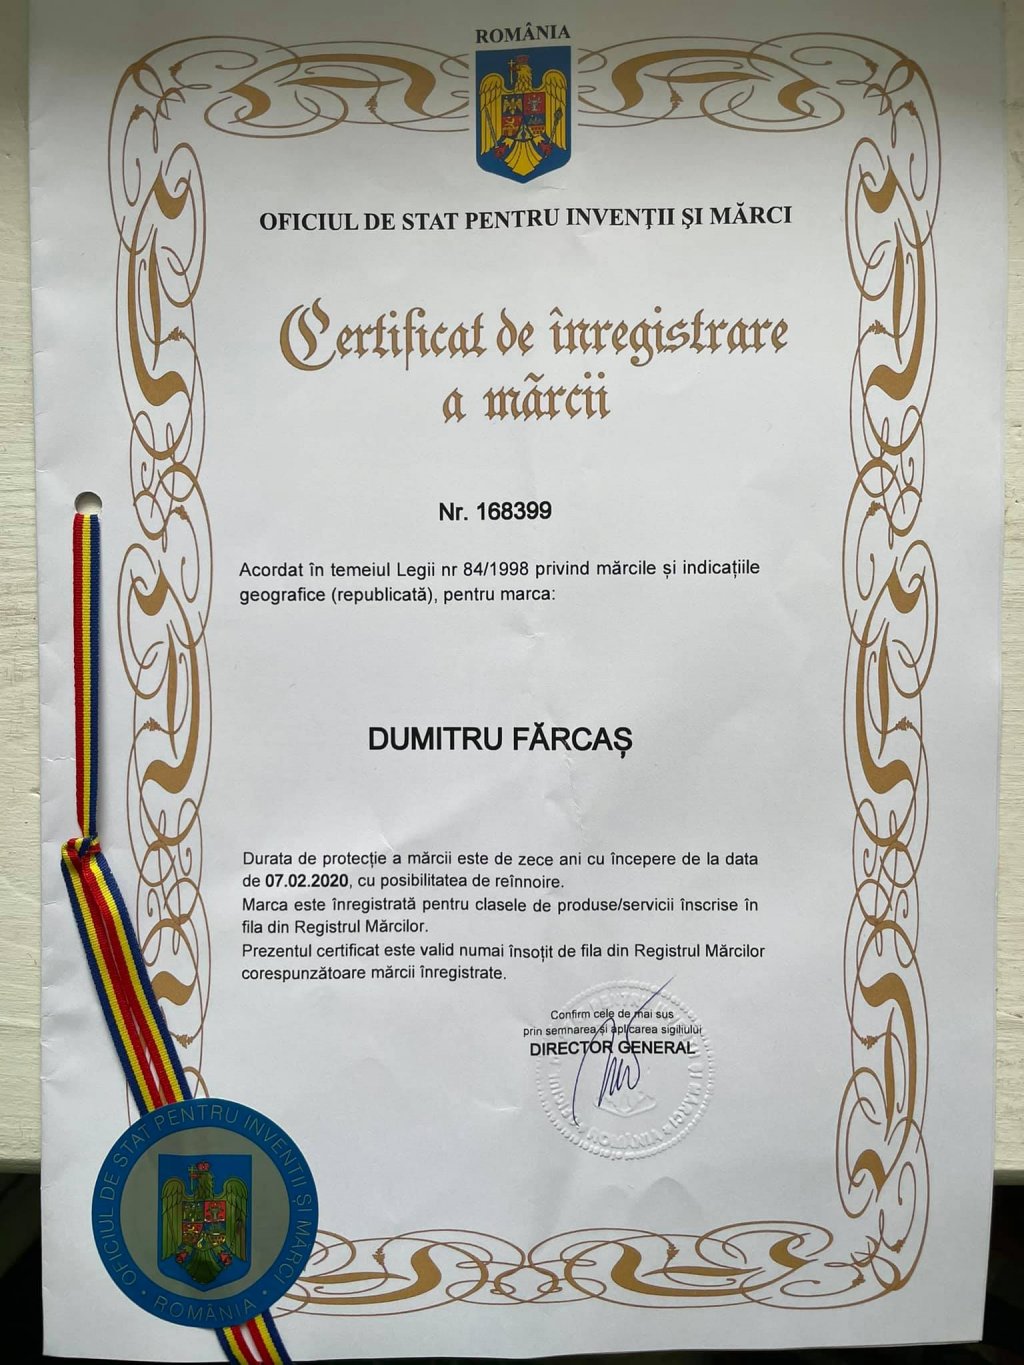 ROMÂNIA
OFICIUL DE STAT PENTRU INVENŢII ŞI MĂRCI
Certificat de înregistrare
a mărcii
Nr. 168399
Acordat în temeiul Legii nr 84/1998 privind mărcile și indicațiile
geografice (republicată), pentru marca:
DUMITRU FĂRCAȘ
Durata de protecție a mărcii este de zece ani cu începere de la data
de 07.02.2020, cu posibilitatea de reînnoire.
Marca este înregistrată pentru clasele de produse/servicii înscrise în
fila din Registrul Mărcilor.
Prezentul certificat este valid numai însoțit de fila din Registrul Mărcilor
corespunzătoare mărcii înregistrate.
Confirm cele de mai sus
prin semnarea și aplicarea sigiliului
DIRECTOR GENERAL
ROMÂNIA
OFICIUL DE STAT PENTRU INVENȚII ȘI MĂRCI
ROMÂNIA